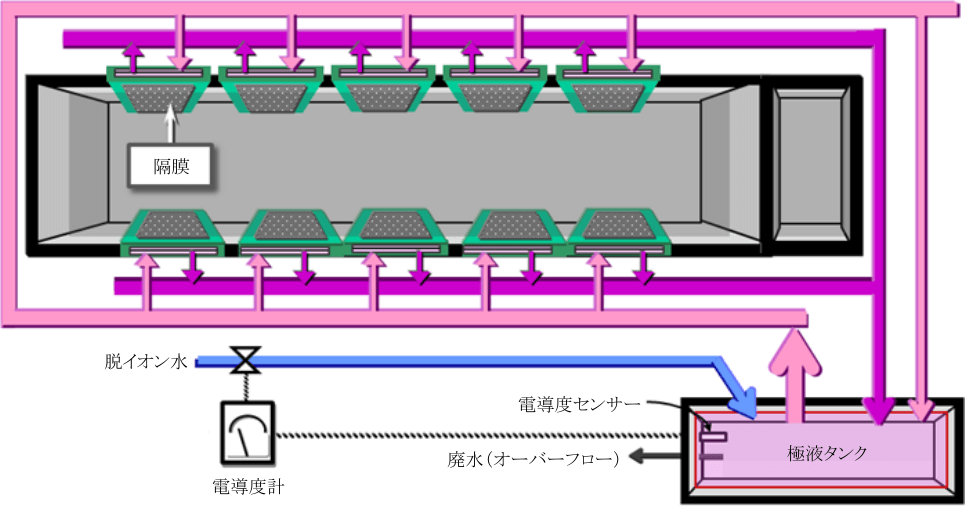 隔膜
脱イオン水
電導度センサー
廃水(オーバーフロー)
極液タンク
電導度計